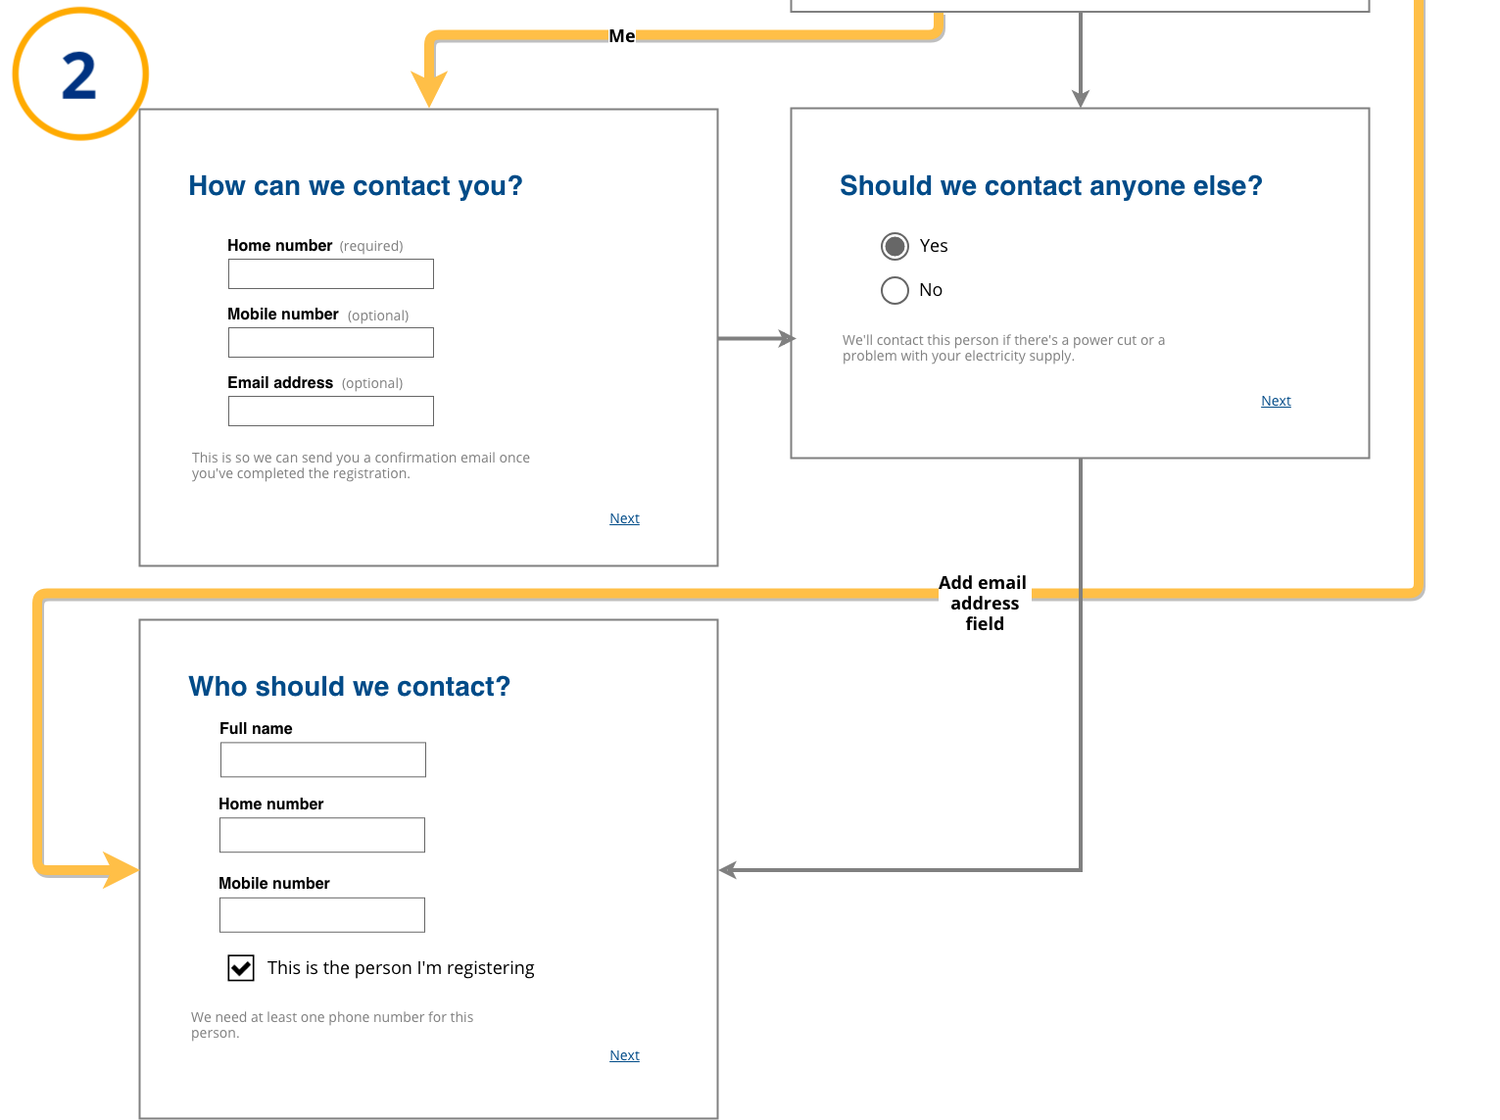 Me
2
How can we contact you?
Home number (required)
Mobile number (optional)
Email address (optional)
This is so we can send you a confirmation email once
you've completed the registration.
Next
Should we contact anyone else?
Yes
No
We'll contact this person if there's a power cut or a
problem with your electricity supply.
Next
Add email
address
field
Who should we contact?
Full name
Home number
Mobile number
This is the person I'm registering
We need at least one phone number for this
person.
Next